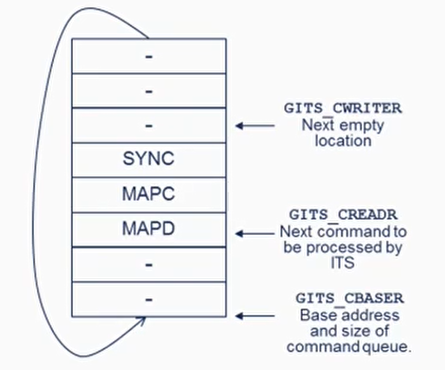 -
-
-
SYNC
MAPC
MAPD
-
-
GITS_CWRITER
Next empty
location
GITS_CREADR
Next command to
be processed by
ITS
GITS_CBASER
Base address
and size of
command queue.